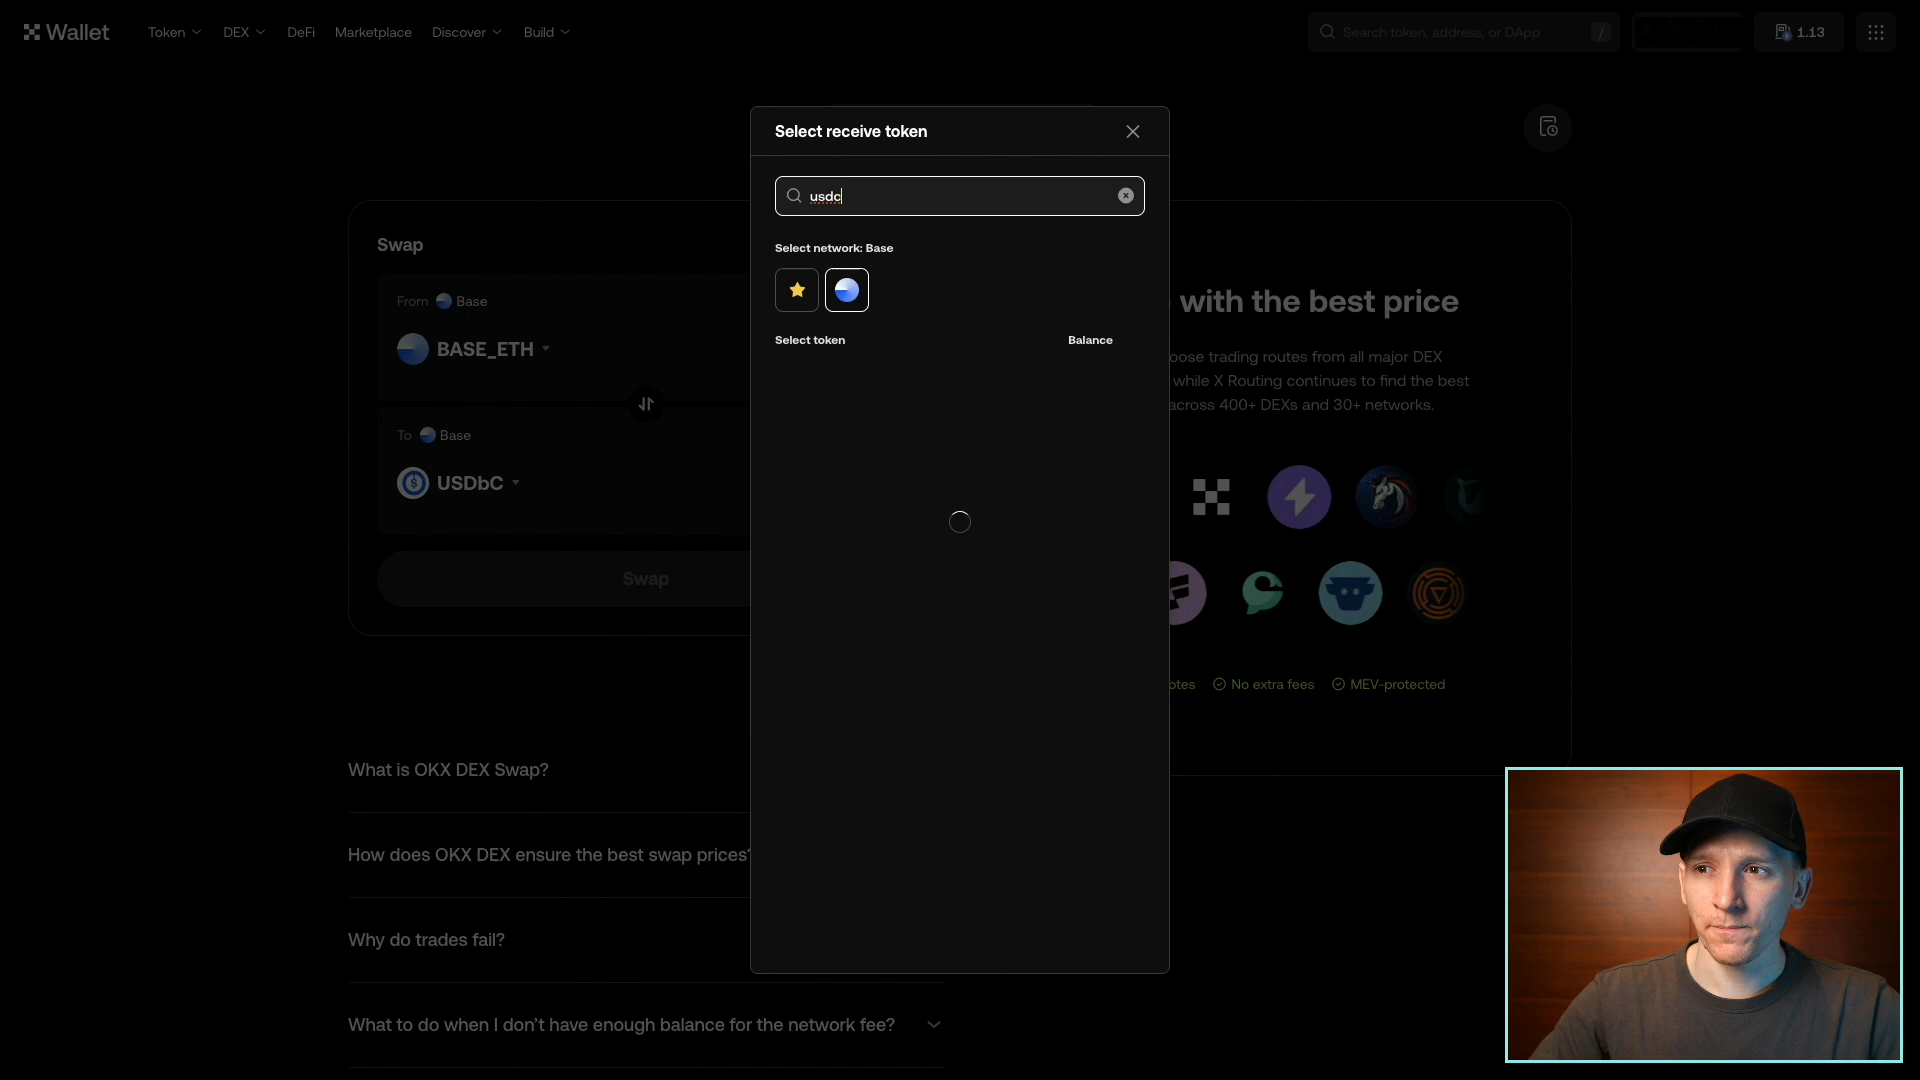 Wallet
Token
DEX
DeFi
Marketplace
Discover
Build
Search token, address, or DApp
/
1.13
Select receive token
usdc
Select network: Base
Select token
Balance
Swap
From
Base
BASE_ETH
To
Base
USDbC
Swap
with the best price
oose trading routes from all major DEX
while X Routing continues to find the best
across 400+ DEXs and 30+ networks.
otes
No extra fees
MEV-protected
What is OKX DEX Swap?
How does OKX DEX ensure the best swap prices?
Why do trades fail?
What to do when I don’t have enough balance for the network fee?